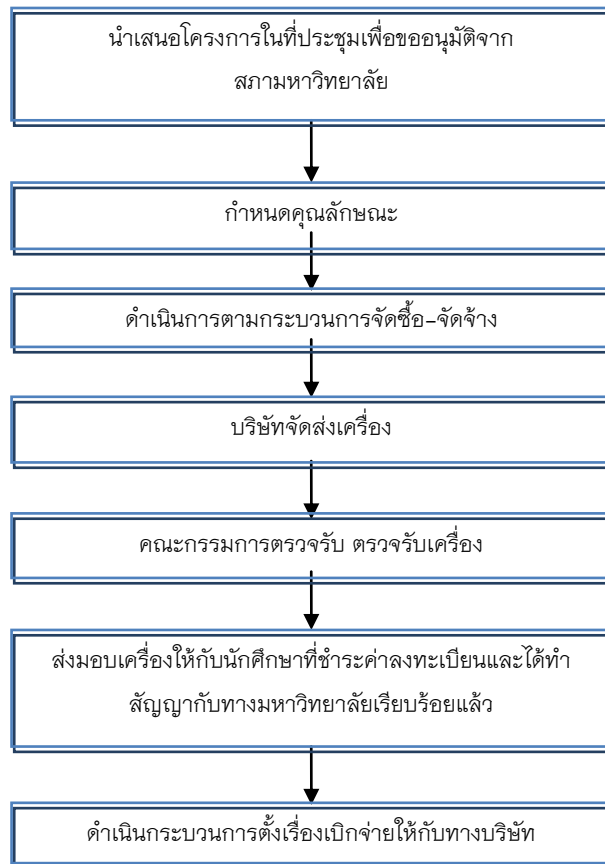 นำเสนอโครงการในที่ประชุมเพื่อขออนุมัติจาก
สภามหาวิทยาลัย
กำหนดคุณลักษณะ
ดำเนินการตามกระบวนการจัดซื้อ-จัดจ้าง
บริษัทจัดส่งเครื่อง
คณะกรรมการตรวจรับ ตรวจรับเครื่อง
ส่งมอบเครื่องให้กับนักศึกษาที่ชำระค่าลงทะเบียนและได้ทำ
สัญญากับทางมหาวิทยาลัยเรียบร้อยแล้ว
ดำเนินกระบวนการตั้งเรื่องเบิกจ่ายให้กับทางบริษัท